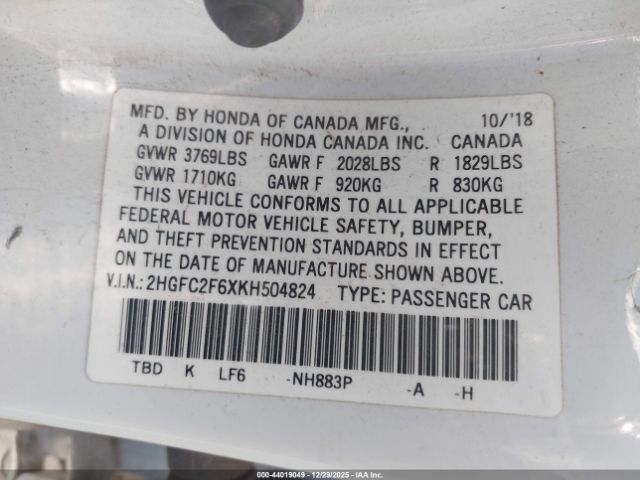 MFD. BY HONDA OF CANADA MFG., 10/'18
A DIVISION OF HONDA CANADA INC. CANADA
GVWR 3769LBS GAWR F 2028LBS R 1829LBS
GVWR 1710KG GAWR F 920KG R 830KG
THIS VEHICLE CONFORMS TO ALL APPLICABLE
FEDERAL MOTOR VEHICLE SAFETY, BUMPER,
AND THEFT PREVENTION STANDARDS IN EFFECT
ON THE DATE OF MANUFACTURE SHOWN ABOVE.
V.I.N.: 2HGFC2F6XKH504824 TYPE: PASSENGER CAR
TBD K LF6 -NH883P -A -H
000-44019049 - 12/29/2025 - IAA Inc.